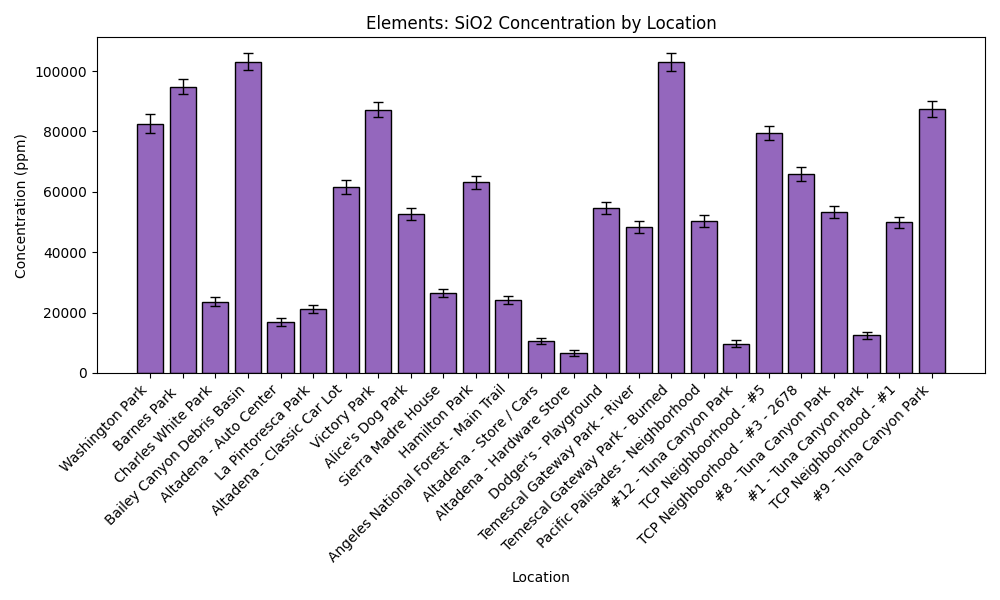 Elements: SiO2 Concentration by Location
Concentration (ppm)
100000
80000
60000
40000
20000
0
Washington Park
Barnes Park
Charles White Park
Bailey Canyon Debris Basin
Altadena - Auto Center
La Pintoresca Park
Altadena - Classic Car Lot
Victory Park
Alice's Dog Park
Sierra Madre House
Hamilton Park
Angeles National Forest - Main Trail
Altadena - Store / Cars
Altadena - Hardware Store
Dodger's - Playground
Temescal Gateway Park - River
Temescal Gateway Park - Burned
Pacific Palisades - Neighborhood
#12 - Tuna Canyon Park
TCP Neighborhood - #5
TCP Neighborhood - #3 - 2678
#8 - Tuna Canyon Park
#1 - Tuna Canyon Park
TCP Neighborhood - #1
#9 - Tuna Canyon Park
Location